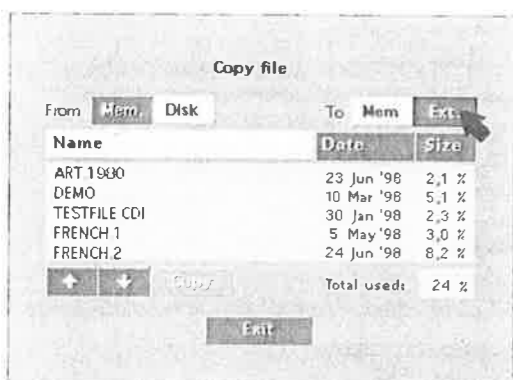 Copy file
From Mem. Disk To Mem Ext.
Name Date Size
ART 1980 23 Jun '98 2,1 %
DEMO 10 Mar '98 5,1 %
TESTFILE CDI 30 Jan '98 2,3 %
FRENCH 1 5 May '98 3,0 %
FRENCH 2 24 Jun '98 8,2 %
Copy Total used: 24 %
Exit